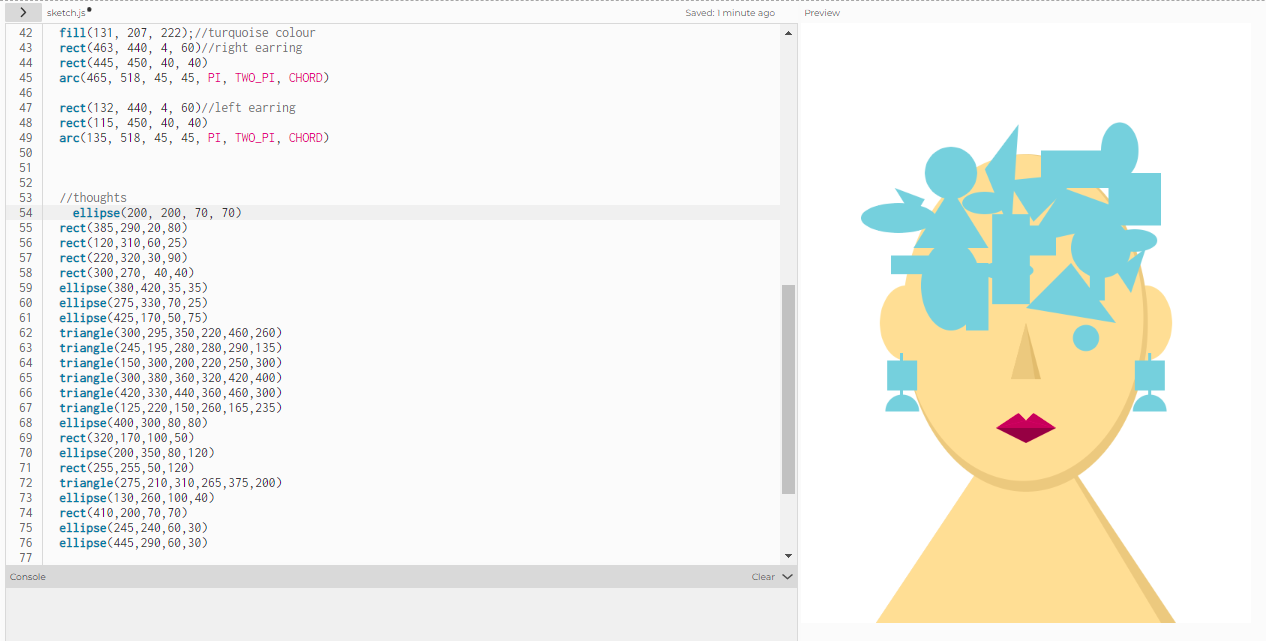 sketch.js
Saved: 1 minute ago
Preview
42 fill(131, 207, 222);//turquoise colour
43 rect(463, 440, 4, 60)//right earring
44 rect(445, 450, 40, 40)
45 arc(465, 518, 45, 45, PI, TWO_PI, CHORD)
46
47 rect(132, 440, 4, 60)//left earring
48 rect(115, 450, 40, 40)
49 arc(135, 518, 45, 45, PI, TWO_PI, CHORD)
50
51
52
53 //thoughts
54 ellipse(200, 200, 70, 70)
55 rect(385,290,20,80)
56 rect(120,310,60,25)
57 rect(220,320,30,90)
58 rect(300,270, 40,40)
59 ellipse(380,420,35,35)
60 ellipse(275,330,70,25)
61 ellipse(425,170,50,75)
62 triangle(300,295,350,220,460,260)
63 triangle(245,195,280,280,290,135)
64 triangle(150,300,200,220,250,300)
65 triangle(300,380,360,320,420,400)
66 triangle(420,330,440,360,460,300)
67 triangle(125,220,150,260,165,235)
68 ellipse(400,300,80,80)
69 rect(320,170,100,50)
70 ellipse(200,350,80,120)
71 rect(255,255,50,120)
72 triangle(275,210,310,265,375,200)
73 ellipse(130,260,100,40)
74 rect(410,200,70,70)
75 ellipse(245,240,60,30)
76 ellipse(445,290,60,30)
77
Console
Clear